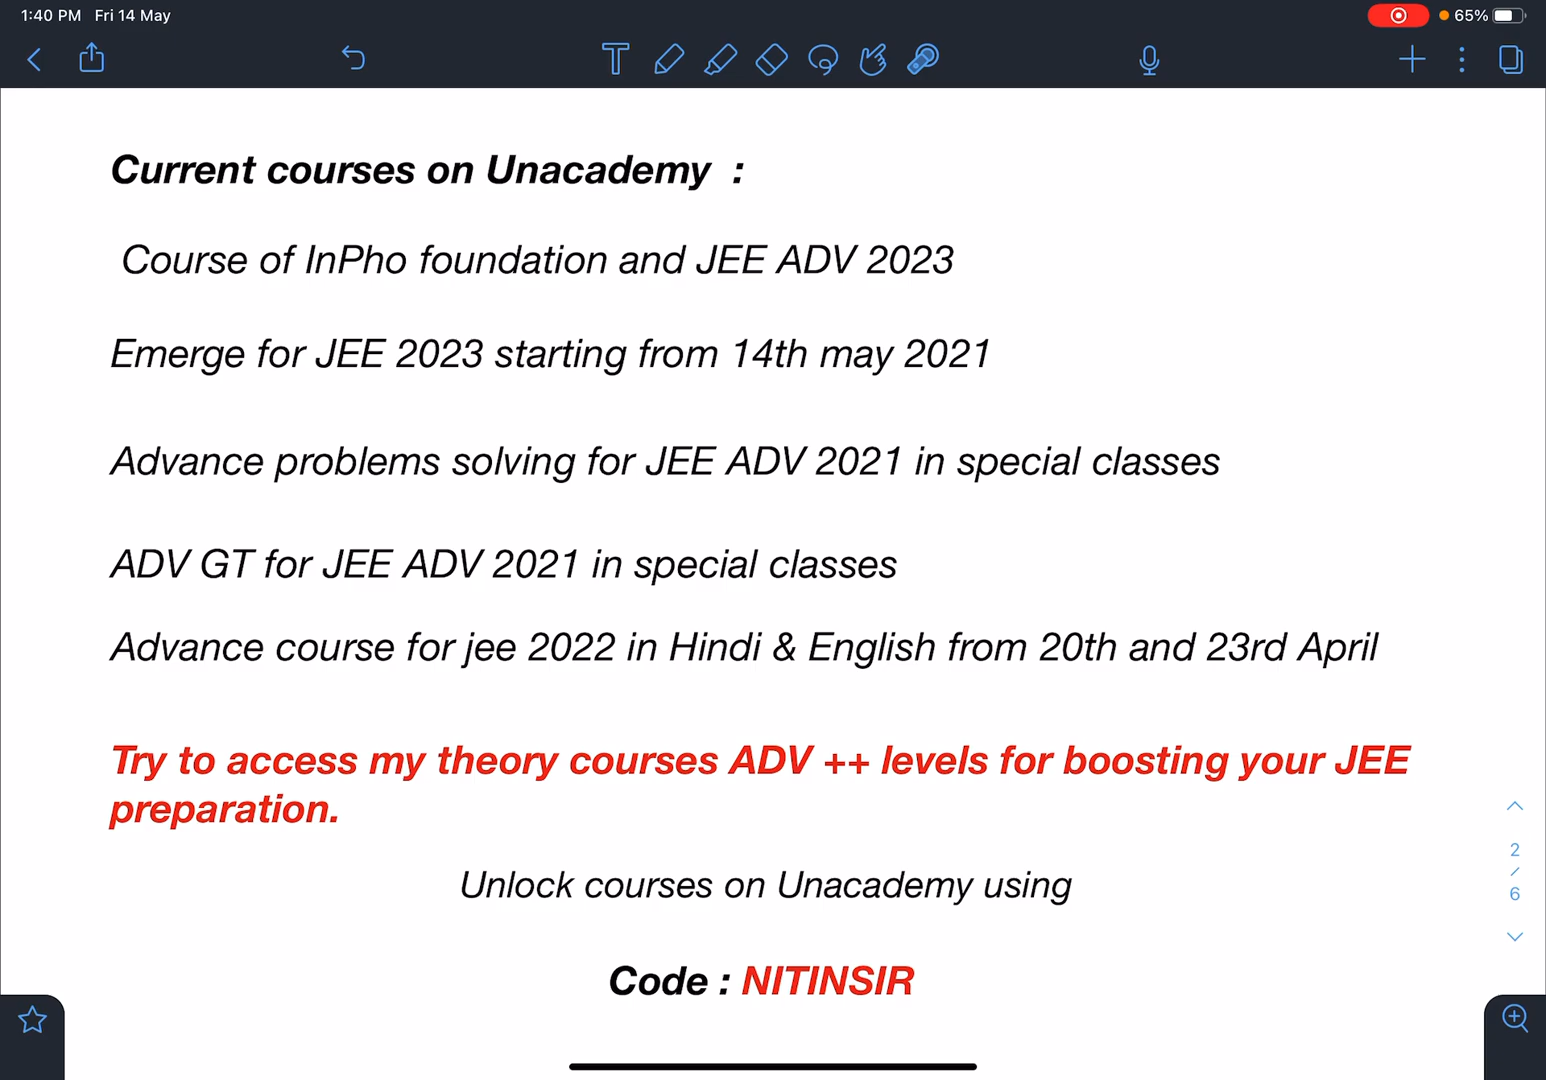 1:40 PM Fri 14 May
65%
Current courses on Unacademy :
Course of InPho foundation and JEE ADV 2023
Emerge for JEE 2023 starting from 14th may 2021
Advance problems solving for JEE ADV 2021 in special classes
ADV GT for JEE ADV 2021 in special classes
Advance course for jee 2022 in Hindi & English from 20th and 23rd April
Try to access my theory courses ADV ++ levels for boosting your JEE
preparation.
2
/
6
Unlock courses on Unacademy using
Code : NITINSIR